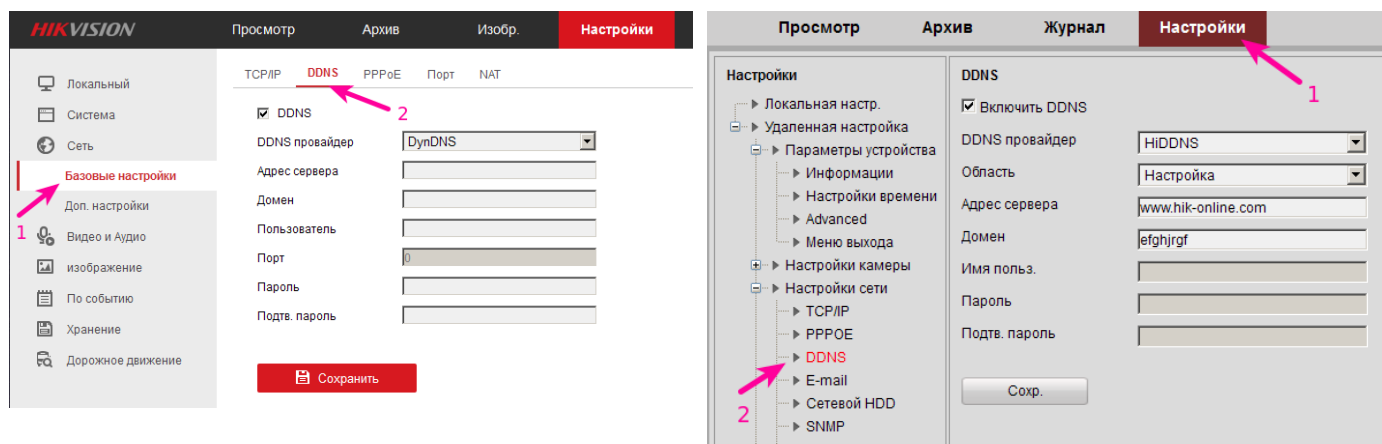 HIKVISION
Просмотр Архив Изобр. Настройки
Локальный
Система
Сеть
Базовые настройки
1
Доп. настройки
Видео и Аудио
изображение
По событию
Хранение
Дорожное движение
TCP/IP DDNS PPPoE Порт NAT
2
DDNS
DDNS провайдер DynDNS
Адрес сервера
Домен
Пользователь
Порт 0
Пароль
Подтв. пароль
Сохранить
Просмотр Архив Журнал Настройки
1
Настройки
Локальная настр.
Удаленная настройка
Параметры устройства
Информации
Настройки времени
Advanced
Меню выхода
Настройки камеры
Настройки сети
TCP/IP
PPPOE
DDNS
2
E-mail
Сетевой HDD
SNMP
DDNS
Включить DDNS
DDNS провайдер HiDDNS
Область Настройка
Адрес сервера www.hik-online.com
Домен efghjrgf
Имя польз.
Пароль
Подтв. пароль
Сохр.